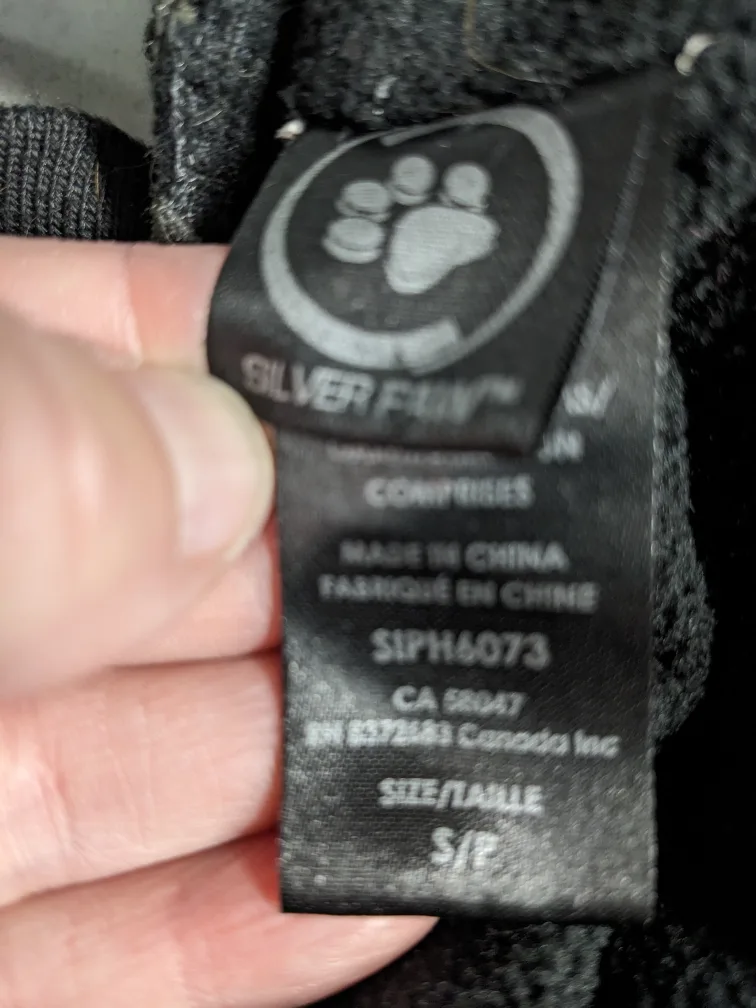 SILVER PAW™
W/
COMPRISES
MADE IN CHINA
FABRIQUÉ EN CHINE
SIPH6073
CA 58047
Canada Inc
SIZE/TAILLE
S/P